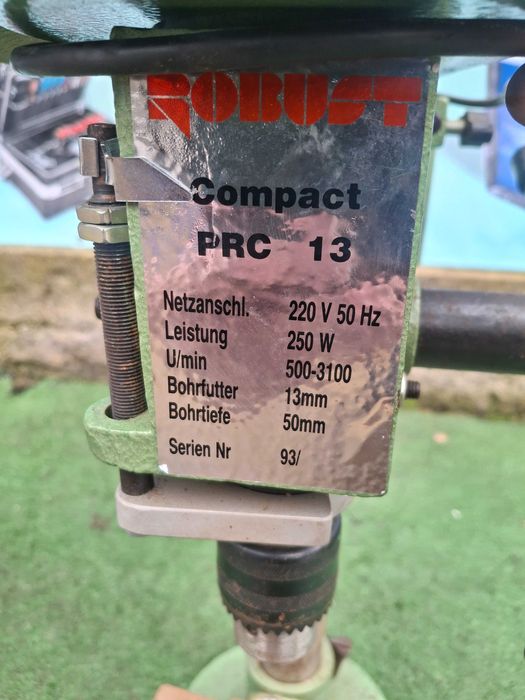 ROBUST
Compact
PRC 13
Netzanschl. 220 V 50 Hz
Leistung 250 W
U/min 500-3100
Bohrfutter 13mm
Bohrtiefe 50mm
Serien Nr 93/